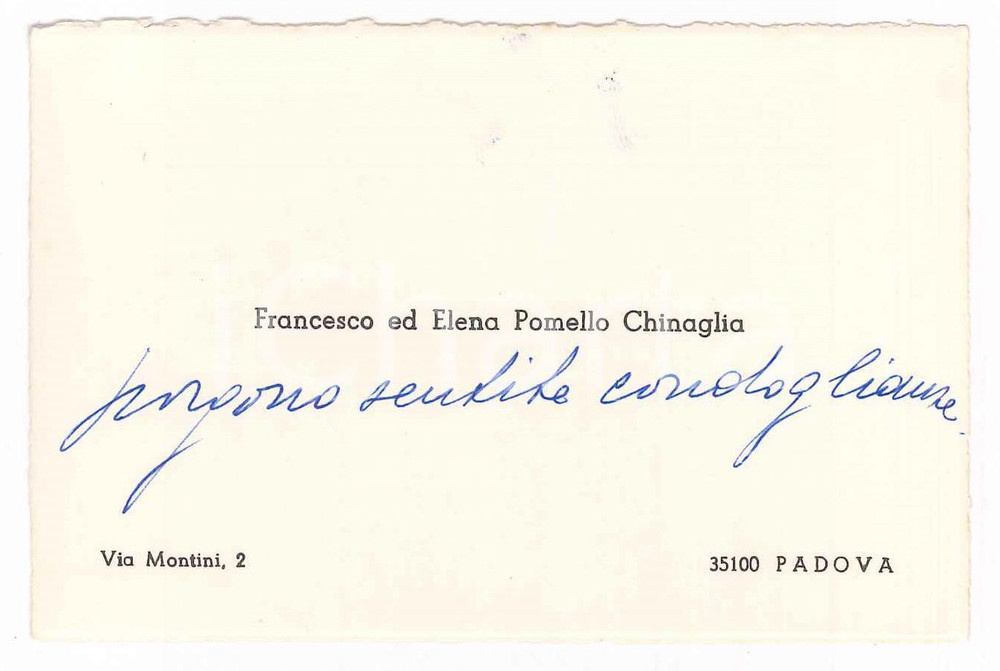 Francesco ed Elena Pomello Chinaglia
porgono sentite condoglianze.
Via Montini, 2
35100 PADOVA